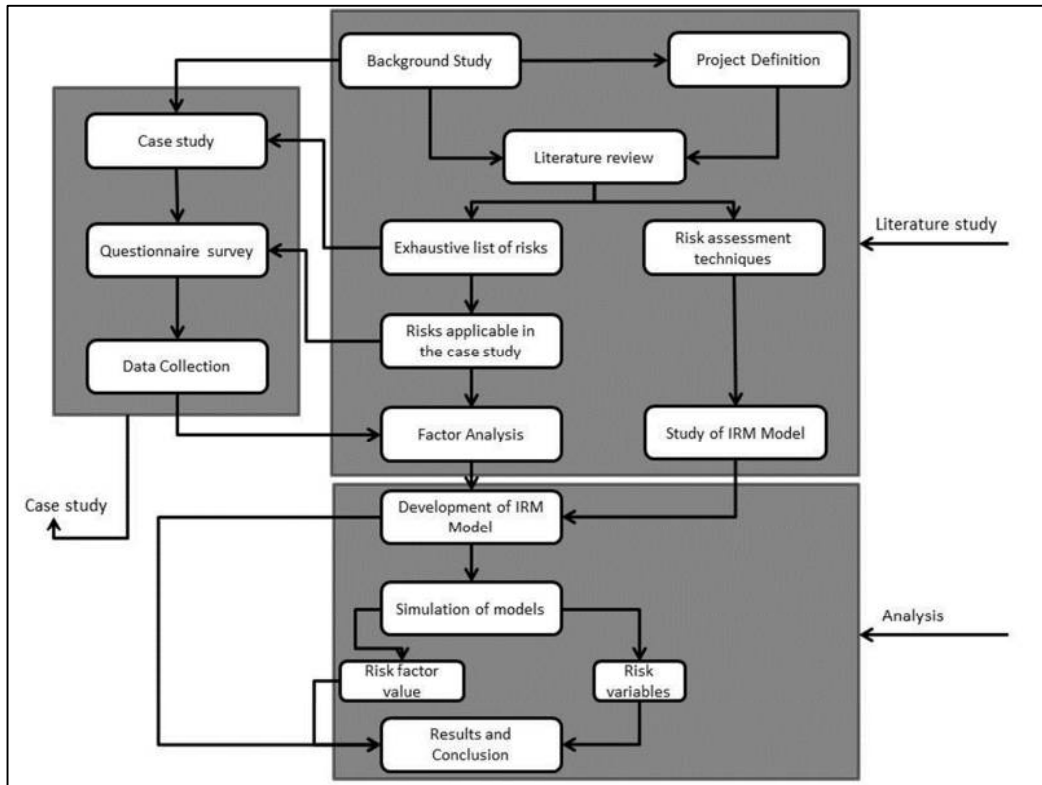 Background Study
Project Definition
Case study
Literature review
Questionnaire survey
Exhaustive list of risks
Risk assessment
techniques
Literature study
Risks applicable in
the case study
Data Collection
Factor Analysis
Study of IRM Model
Case study
Development of IRM
Model
Simulation of models
Analysis
Risk factor
value
Risk
variables
Results and
Conclusion